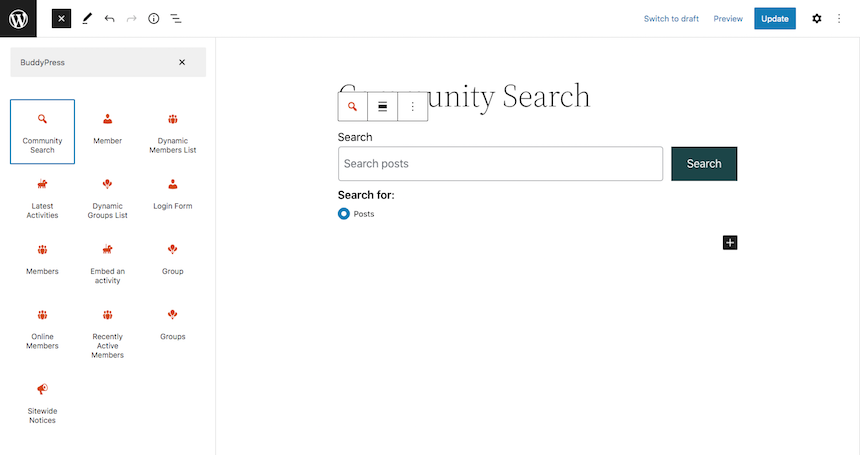 Switch to draft
Preview
Update
BuddyPress
Community
Search
Member
Dynamic
Members List
Latest
Activities
Dynamic
Groups List
Login Form
Members
Embed an
activity
Group
Online
Members
Recently
Active
Members
Groups
Sitewide
Notices
unity Search
Search
Search posts
Search
Search for:
Posts